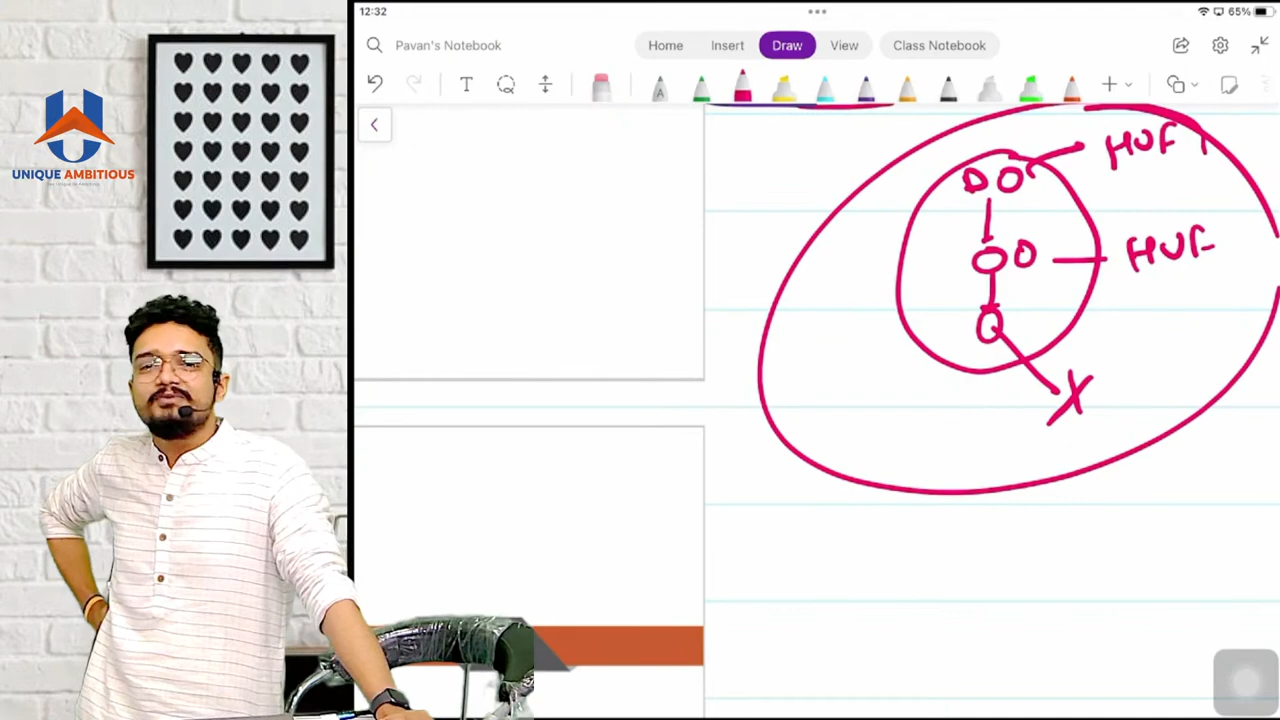 12:32
65%
Pavan's Notebook
Home Insert Draw View Class Notebook
T
A
UNIQUE AMBITIOUS
D O HUF
O O HUF
O
X